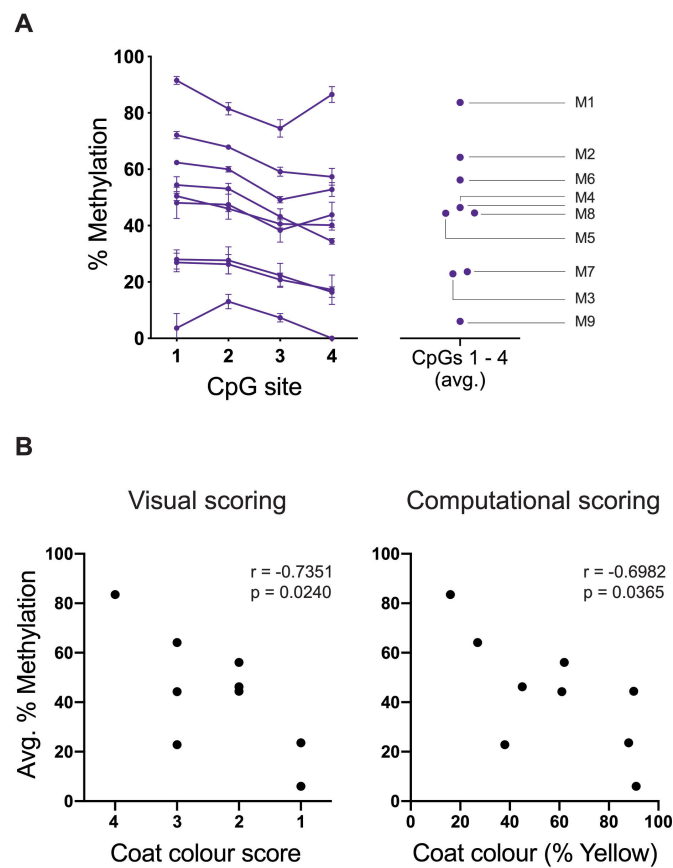 A
% Methylation
100
80
60
40
20
0
1 2 3 4
CpG site
M1
M2
M6
M4
M8
M5
M7
M3
M9
CpGs 1 - 4
(avg.)
B
Visual scoring
Avg. % Methylation
100
80
60
40
20
0
r = -0.7351
p = 0.0240
4 3 2 1
Coat colour score
Computational scoring
100
80
60
40
20
0
r = -0.6982
p = 0.0365
0 20 40 60 80 100
Coat colour (% Yellow)